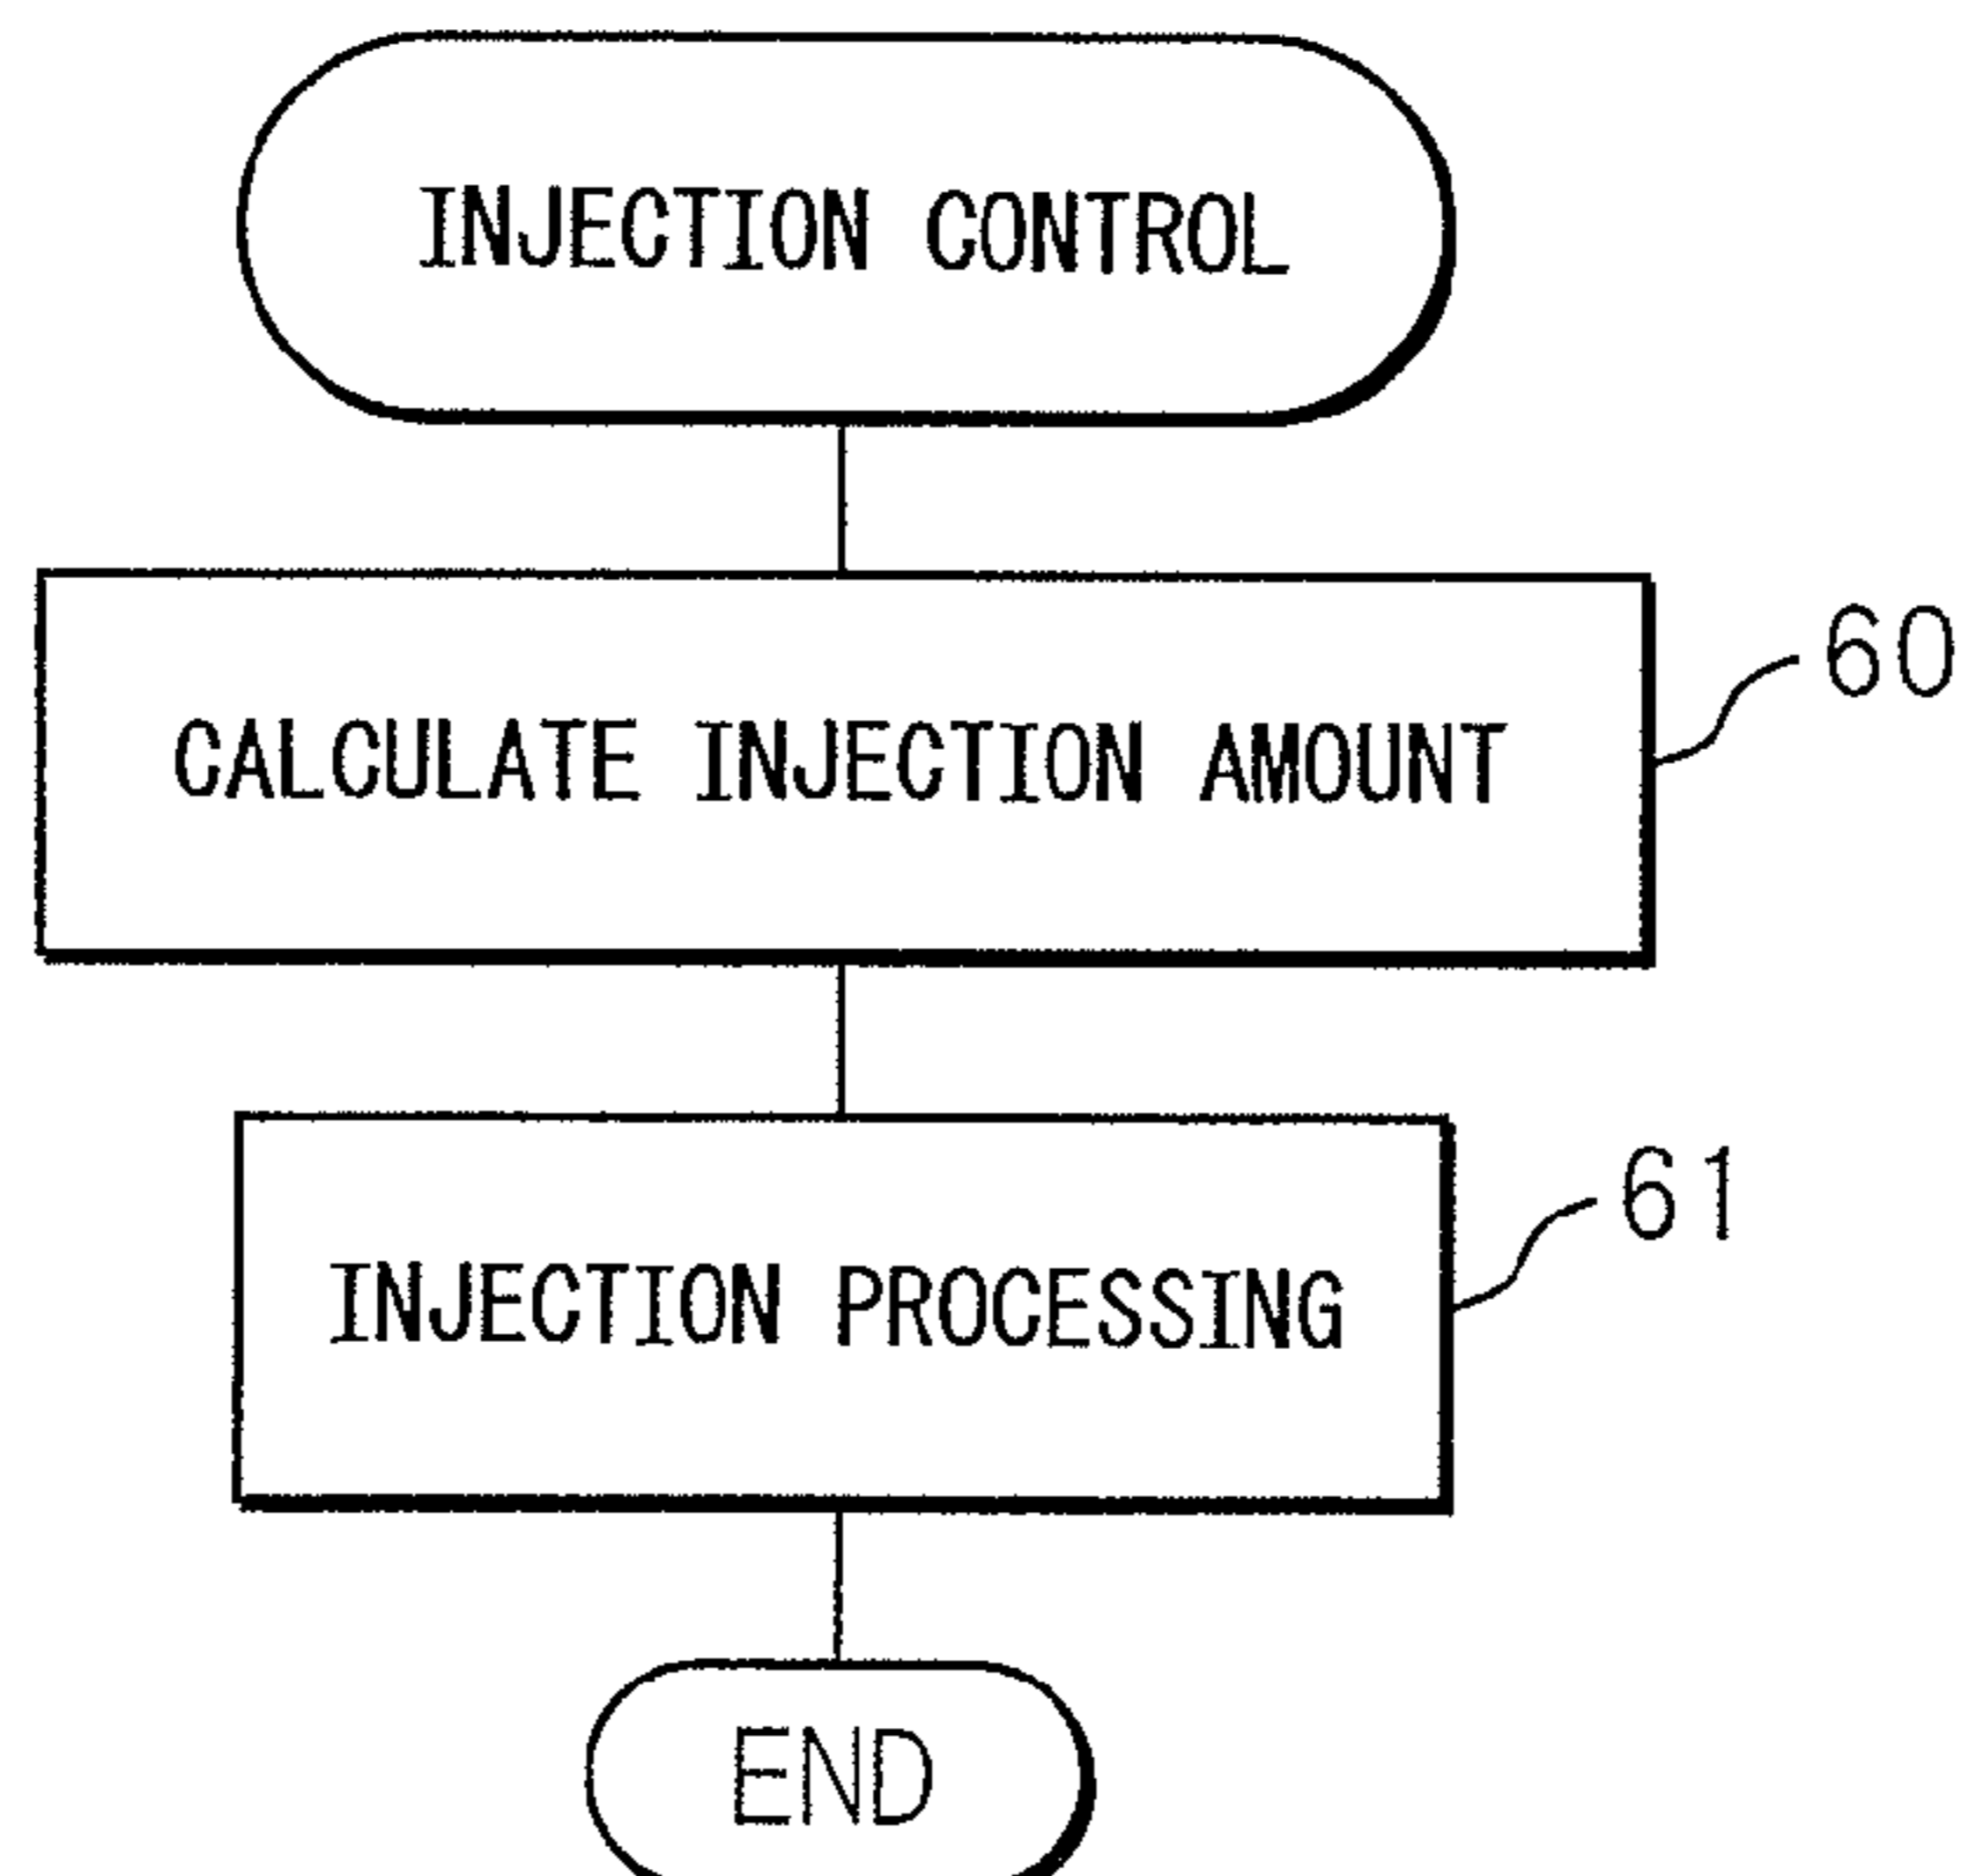 INJECTION CONTROL
CALCULATE INJECTION AMOUNT
60
INJECTION PROCESSING
61
END